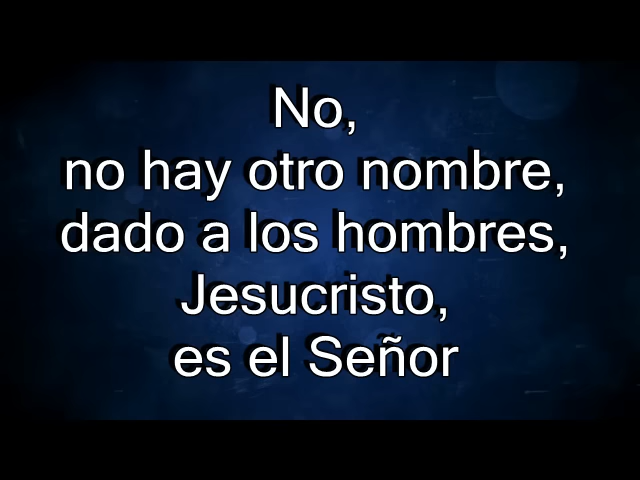 No,
no hay otro nombre,
dado a los hombres,
Jesucristo,
es el Señor